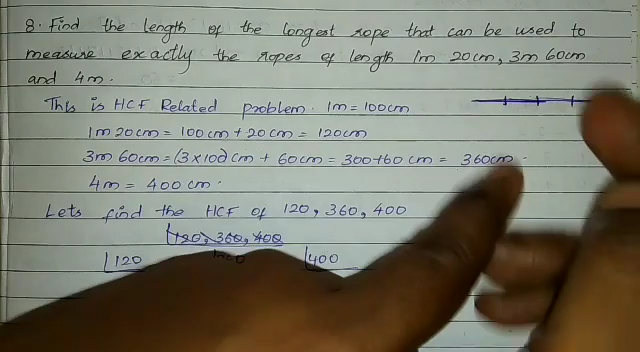 8. Find the length of the longest rope that can be used to
measure exactly the ropes of length 1m 20cm, 3m 60cm
and 4m.
This is HCF Related problem. 1m = 100cm
1m 20cm = 100cm + 20cm = 120cm
3m 60cm = (3×100)cm + 60cm = 300+60 cm = 360cm.
4m = 400cm.
Lets find the HCF of 120, 360, 400
120, 360, 400
120 400